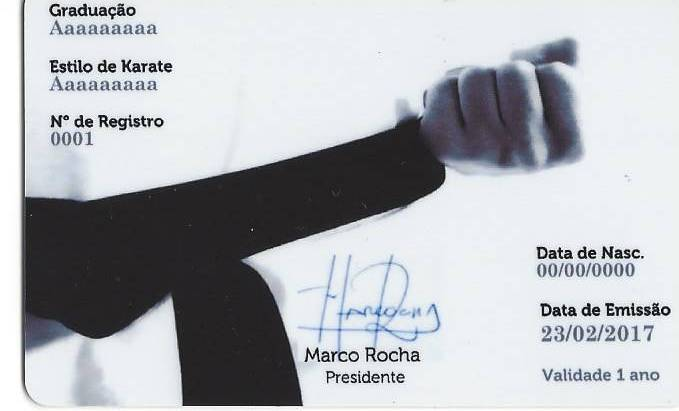 Graduação
Aaaaaaaaa
Estilo de Karate
Aaaaaaaaa
Nº de Registro
0001
Data de Nasc.
00/00/0000
Data de Emissão
23/02/2017
Validade 1 ano
Marco Rocha
Presidente